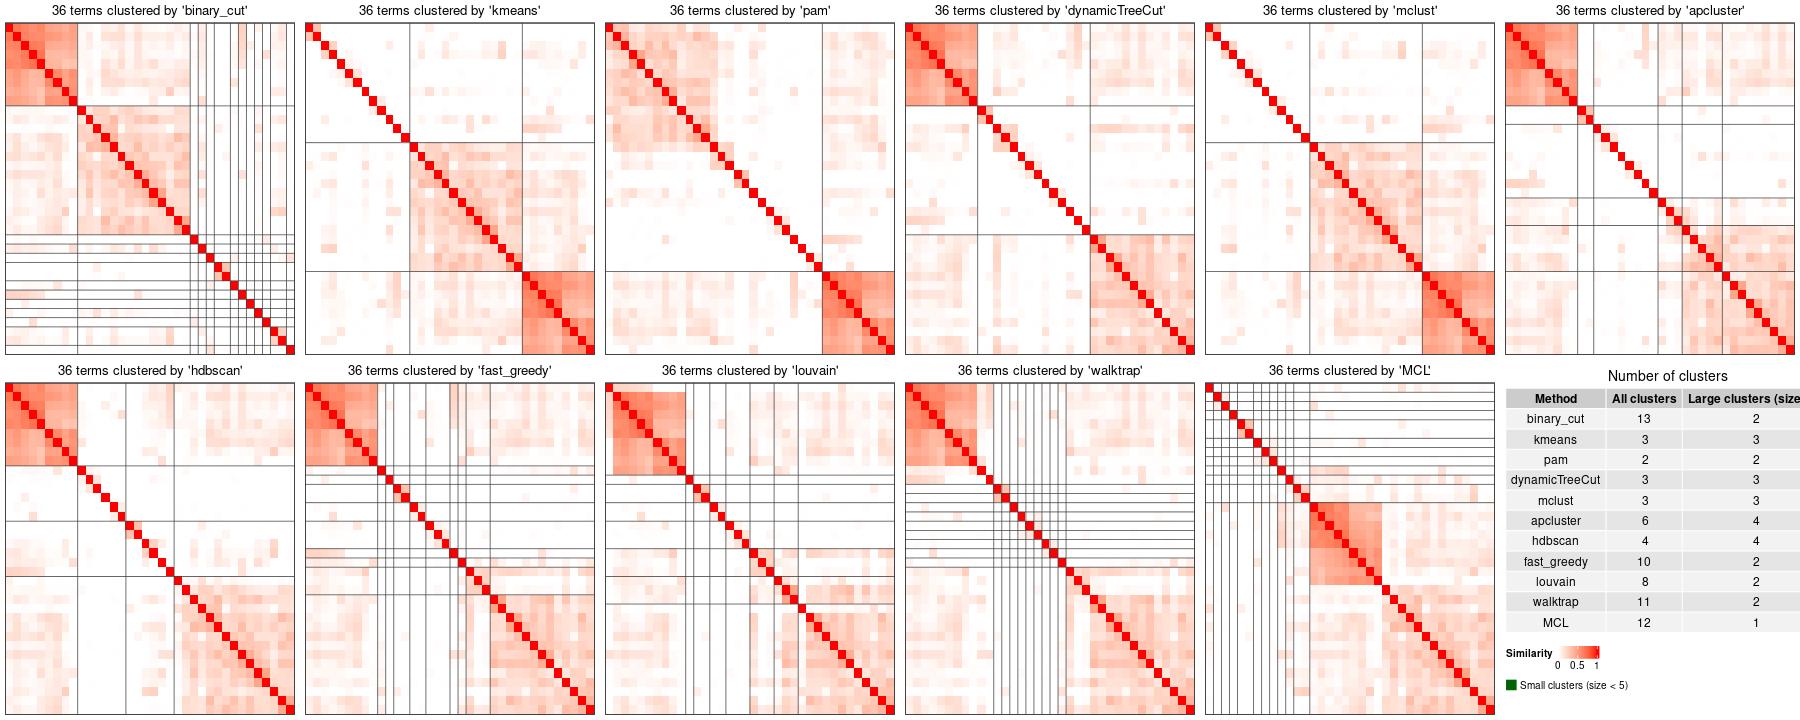 36 terms clustered by 'binary_cut'
36 terms clustered by 'kmeans'
36 terms clustered by 'pam'
36 terms clustered by 'dynamicTreeCut'
36 terms clustered by 'mclust'
36 terms clustered by 'apcluster'
36 terms clustered by 'hdbscan'
36 terms clustered by 'fast_greedy'
36 terms clustered by 'louvain'
36 terms clustered by 'walktrap'
36 terms clustered by 'MCL'
Number of clusters
Method All clusters Large clusters (size
binary_cut 13 2
kmeans 3 3
pam 2 2
dynamicTreeCut 3 3
mclust 3 3
apcluster 6 4
hdbscan 4 4
fast_greedy 10 2
louvain 8 2
walktrap 11 2
MCL 12 1
Similarity
0 0.5 1
Small clusters (size < 5)